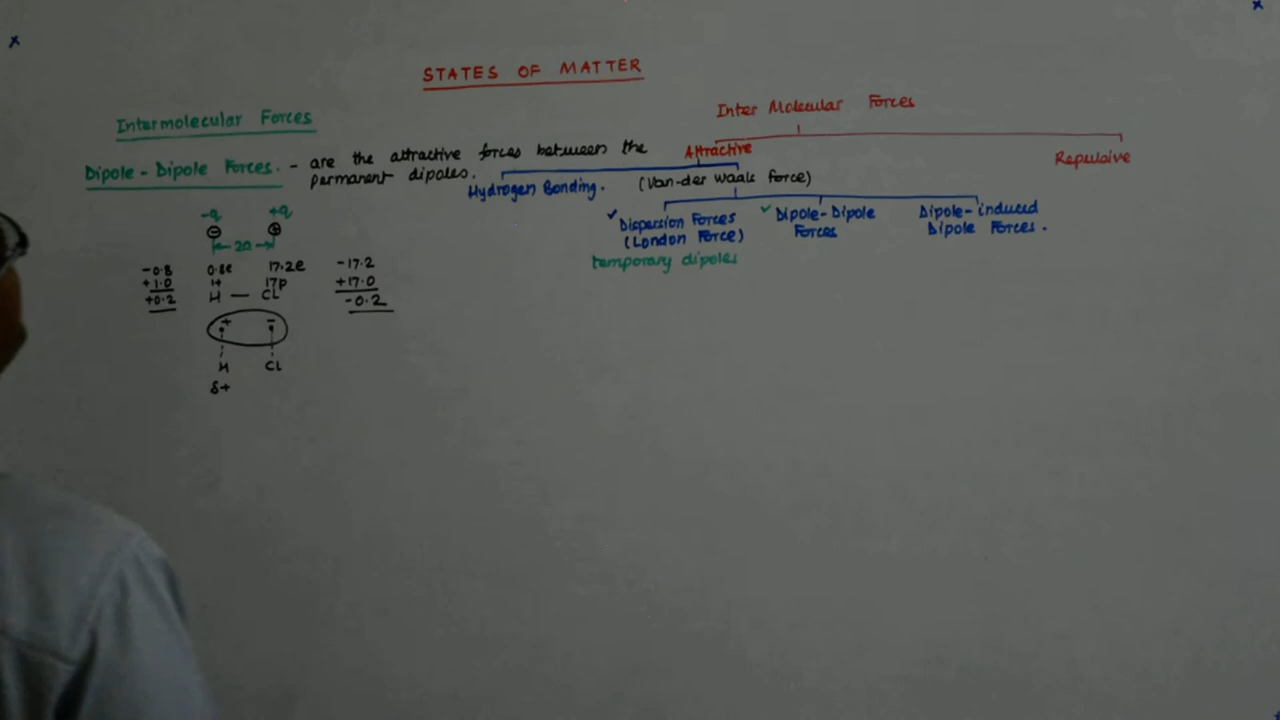 STATES OF MATTER
Intermolecular Forces
Dipole - Dipole Forces. - are the attractive forces between the
permanent dipoles.
-q +q
⊖ ⊕
2a
-0.8 0.8e 17.2e -17.2
+1.0 1+ 17P +17.0
+0.2 H — CL -0.2
+ -
H CL
δ+
Inter Molecular Forces
Attractive Repulsive
Hydrogen Bonding. (Van-der waals force)
✓ Dispersion Forces ✓ Dipole-Dipole Dipole-induced
(London Force) Forces Dipole Forces.
temporary dipoles